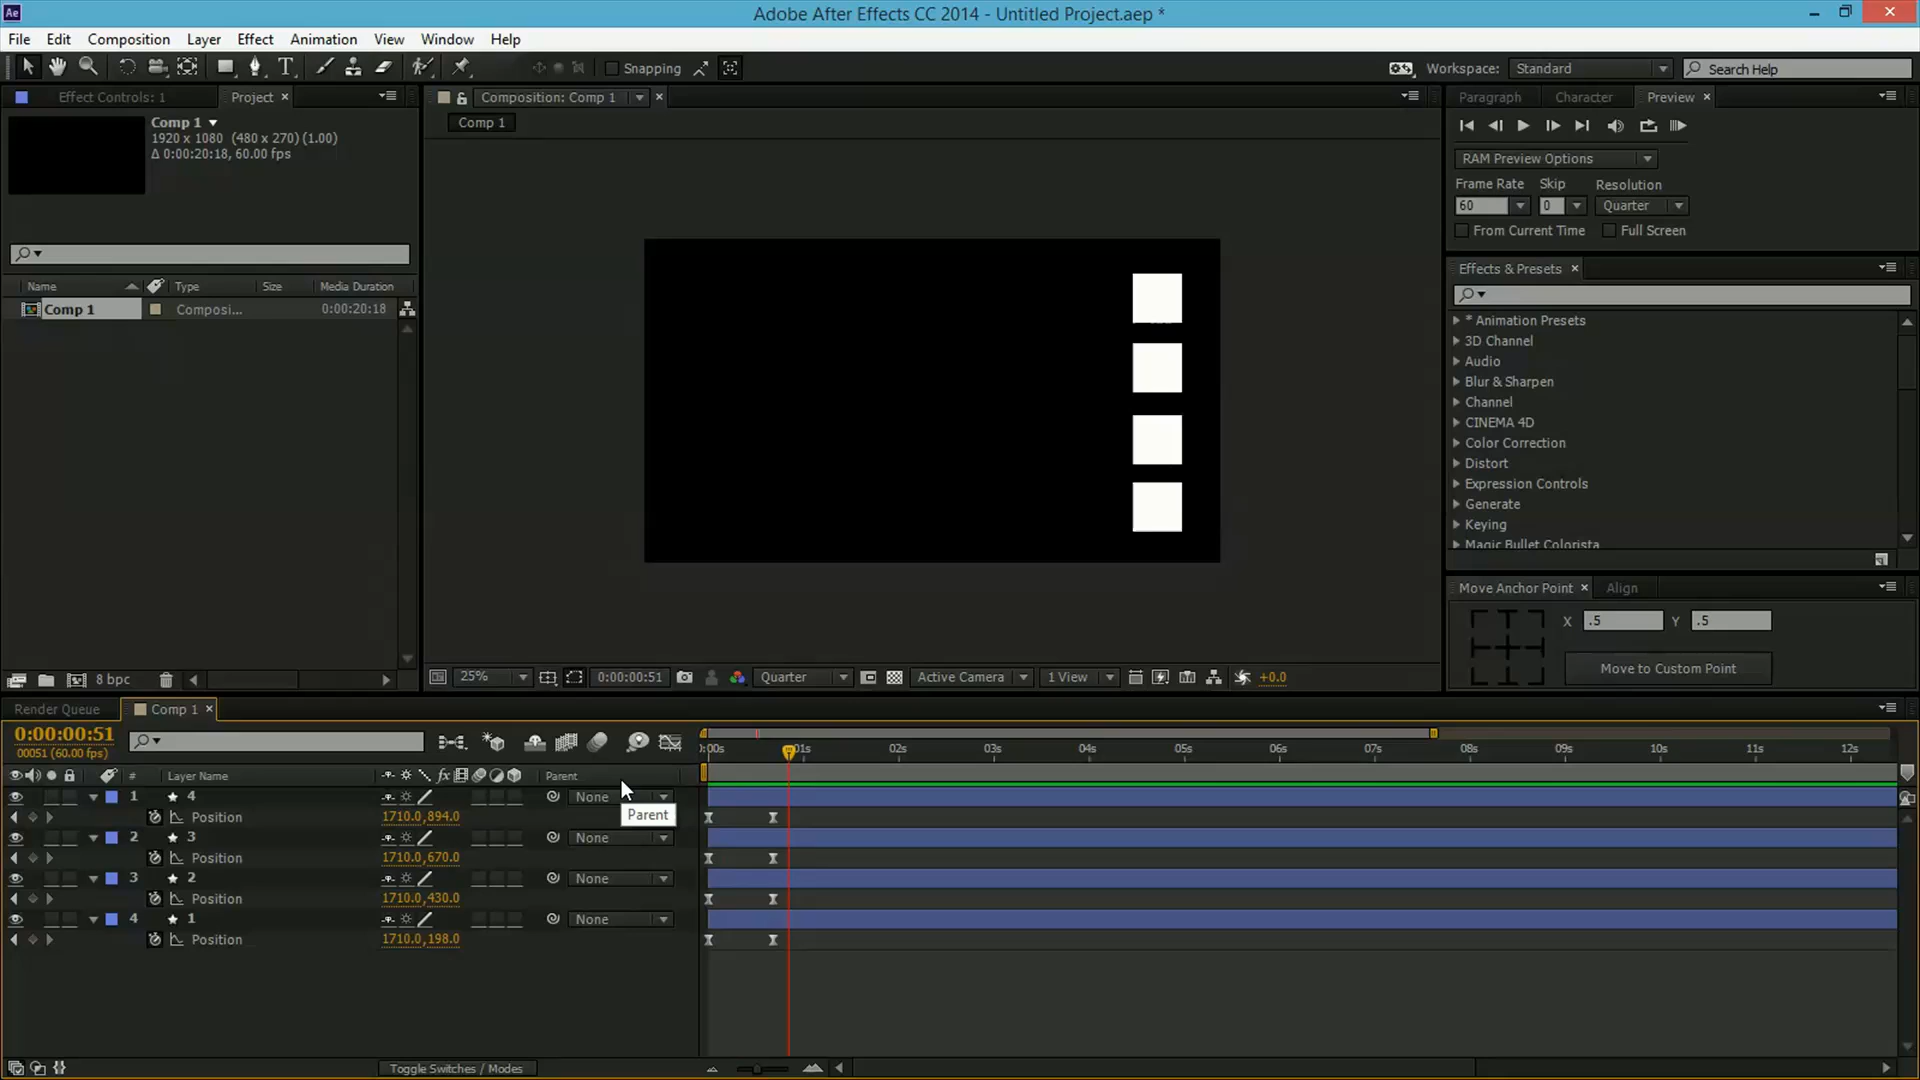 Ae
Adobe After Effects CC 2014 - Untitled Project.aep *
File Edit Composition Layer Effect Animation View Window Help
Snapping
Workspace: Standard
Search Help
Effect Controls: 1
Project
Comp 1
1920 x 1080 (480 x 270) (1.00)
Δ 0:00:20:18, 60.00 fps
Name Type Size Media Duration
Comp 1 Composi... 0:00:20:18
8 bpc
Composition: Comp 1
Comp 1
25%
0:00:00:51
Quarter
Active Camera
1 View
+0.0
Paragraph Character Preview
RAM Preview Options
Frame Rate Skip Resolution
60 0 Quarter
From Current Time Full Screen
Effects & Presets
* Animation Presets
3D Channel
Audio
Blur & Sharpen
Channel
CINEMA 4D
Color Correction
Distort
Expression Controls
Generate
Keying
Magic Bullet Colorista
Move Anchor Point Align
X .5 Y .5
Move to Custom Point
Render Queue Comp 1
0:00:00:51
00051 (60.00 fps)
:00s 01s 02s 03s 04s 05s 06s 07s 08s 09s 10s 11s 12s
# Layer Name fx Parent
1 4 None
Parent
Position 1710.0,894.0
2 3 None
Position 1710.0,670.0
3 2 None
Position 1710.0,430.0
4 1 None
Position 1710.0,198.0
Toggle Switches / Modes